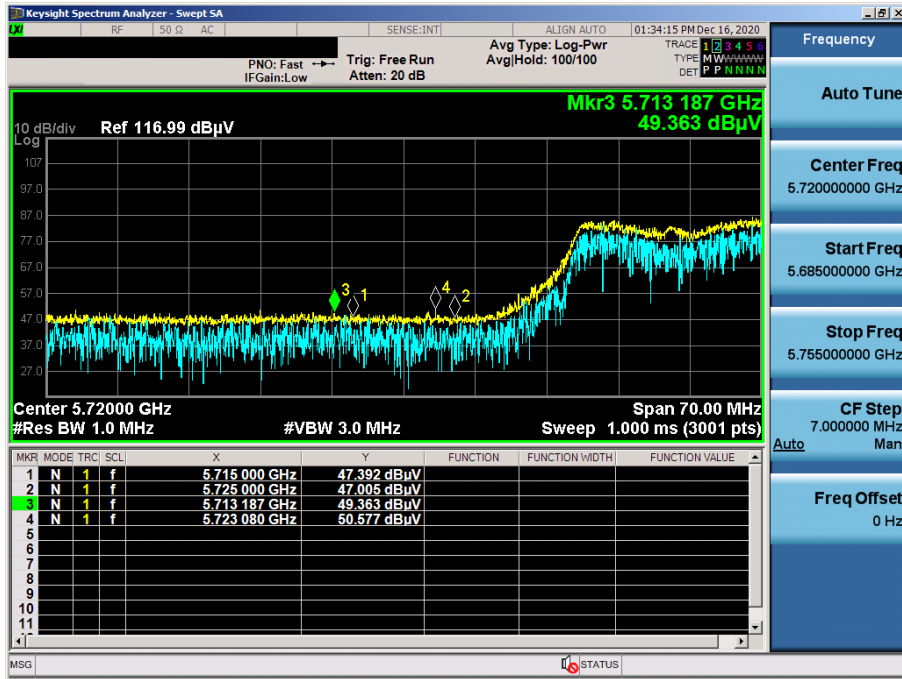 Keysight Spectrum Analyzer - Swept SA
LXI RF 50 Ω AC SENSE:INT ALIGN AUTO 01:34:15 PM Dec 16, 2020
PNO: Fast Trig: Free Run Avg Type: Log-Pwr TRACE 1 2 3 4 5 6
IFGain:Low Atten: 20 dB Avg|Hold: 100/100 TYPE M W W W W W
DET P P N N N N
Mkr3 5.713 187 GHz
49.363 dBµV
10 dB/div Ref 116.99 dBµV
Log
107
97.0
87.0
77.0
67.0
57.0
47.0
37.0
27.0
3 1 4 2
Center 5.72000 GHz Span 70.00 MHz
#Res BW 1.0 MHz #VBW 3.0 MHz Sweep 1.000 ms (3001 pts)
MKR MODE TRC SCL X Y FUNCTION FUNCTION WIDTH FUNCTION VALUE
1 N 1 f 5.715 000 GHz 47.392 dBµV
2 N 1 f 5.725 000 GHz 47.005 dBµV
3 N 1 f 5.713 187 GHz 49.363 dBµV
4 N 1 f 5.723 080 GHz 50.577 dBµV
5
6
7
8
9
10
11
MSG STATUS
Frequency
Auto Tune
Center Freq
5.720000000 GHz
Start Freq
5.685000000 GHz
Stop Freq
5.755000000 GHz
CF Step
7.000000 MHz
Auto Man
Freq Offset
0 Hz